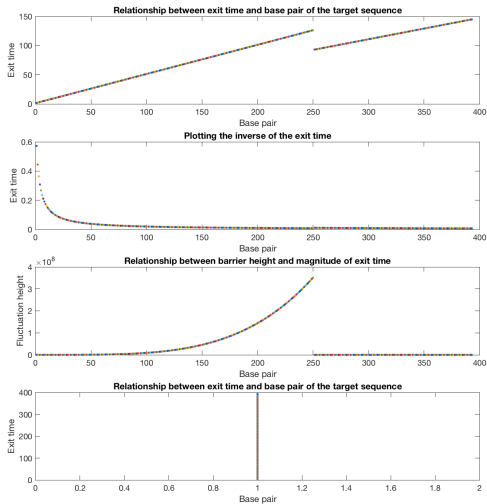 Relationship between exit time and base pair of the target sequence
150
100
50
0
Exit time
0 50 100 150 200 250 300 350 400
Base pair
Plotting the inverse of the exit time
0.6
0.4
0.2
0
Exit time
0 50 100 150 200 250 300 350 400
Base pair
Relationship between barrier height and magnitude of exit time
×10^8
4
3
2
1
0
Fluctuation height
0 50 100 150 200 250 300 350 400
Base pair
Relationship between exit time and base pair of the target sequence
400
300
200
100
0
Exit time
0 0.2 0.4 0.6 0.8 1 1.2 1.4 1.6 1.8 2
Base pair